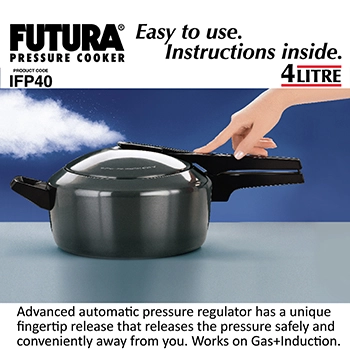 FUTURA®
PRESSURE COOKER
PRODUCT CODE
IFP40
Easy to use.
Instructions inside.
4 LITRE
Advanced automatic pressure regulator has a unique
fingertip release that releases the pressure safely and
conveniently away from you. Works on Gas+Induction.